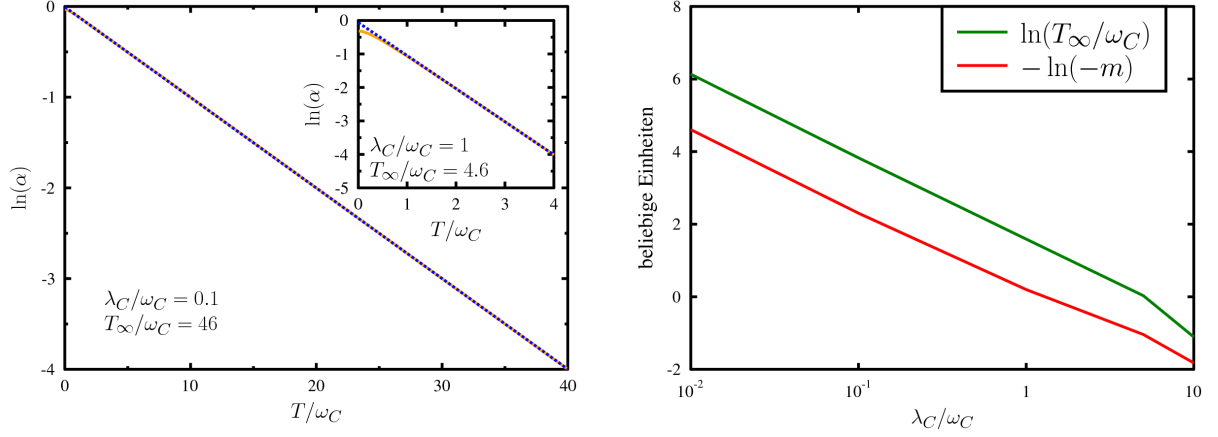 0
-1
-2
-3
-4
ln(α)
0 10 20 30 40
T/ω_C
λ_C/ω_C = 0.1
T_∞/ω_C = 46
0
-1
-2
-3
-4
-5
ln(α)
0 1 2 3 4
T/ω_C
λ_C/ω_C = 1
T_∞/ω_C = 4.6
8
6
4
2
0
-2
beliebige Einheiten
10⁻² 10⁻¹ 1 10
λ_C/ω_C
ln(T_∞/ω_C)
− ln(−m)